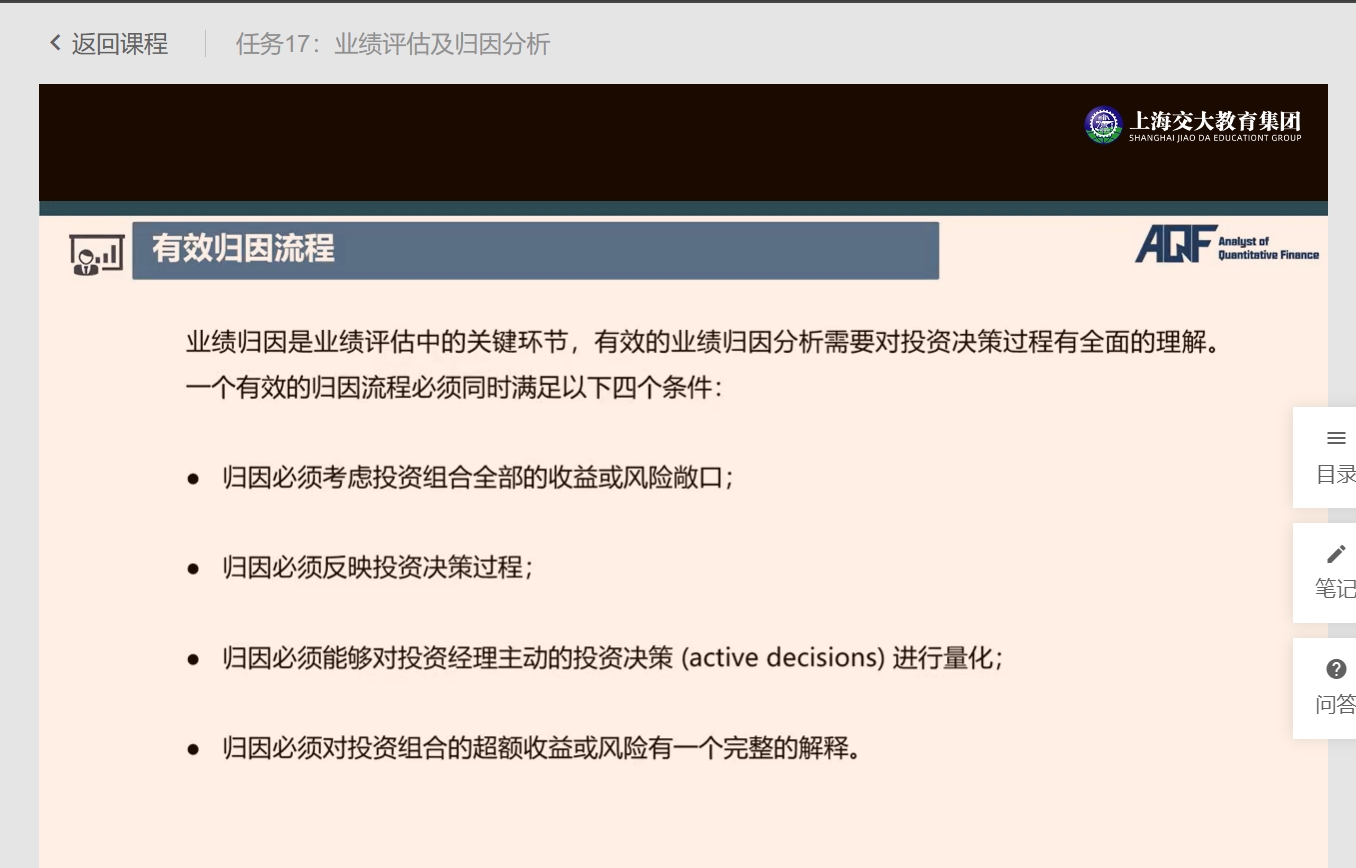 返回课程
任务17：业绩评估及归因分析
上海交大教育集团
SHANGHAI JIAO DA EDUCATIONT GROUP
有效归因流程
AQF Analyst of
Quantitative Finance
业绩归因是业绩评估中的关键环节，有效的业绩归因分析需要对投资决策过程有全面的理解。
一个有效的归因流程必须同时满足以下四个条件：
● 归因必须考虑投资组合全部的收益或风险敞口；
● 归因必须反映投资决策过程；
● 归因必须能够对投资经理主动的投资决策 (active decisions) 进行量化；
● 归因必须对投资组合的超额收益或风险有一个完整的解释。
目录
笔记
问答